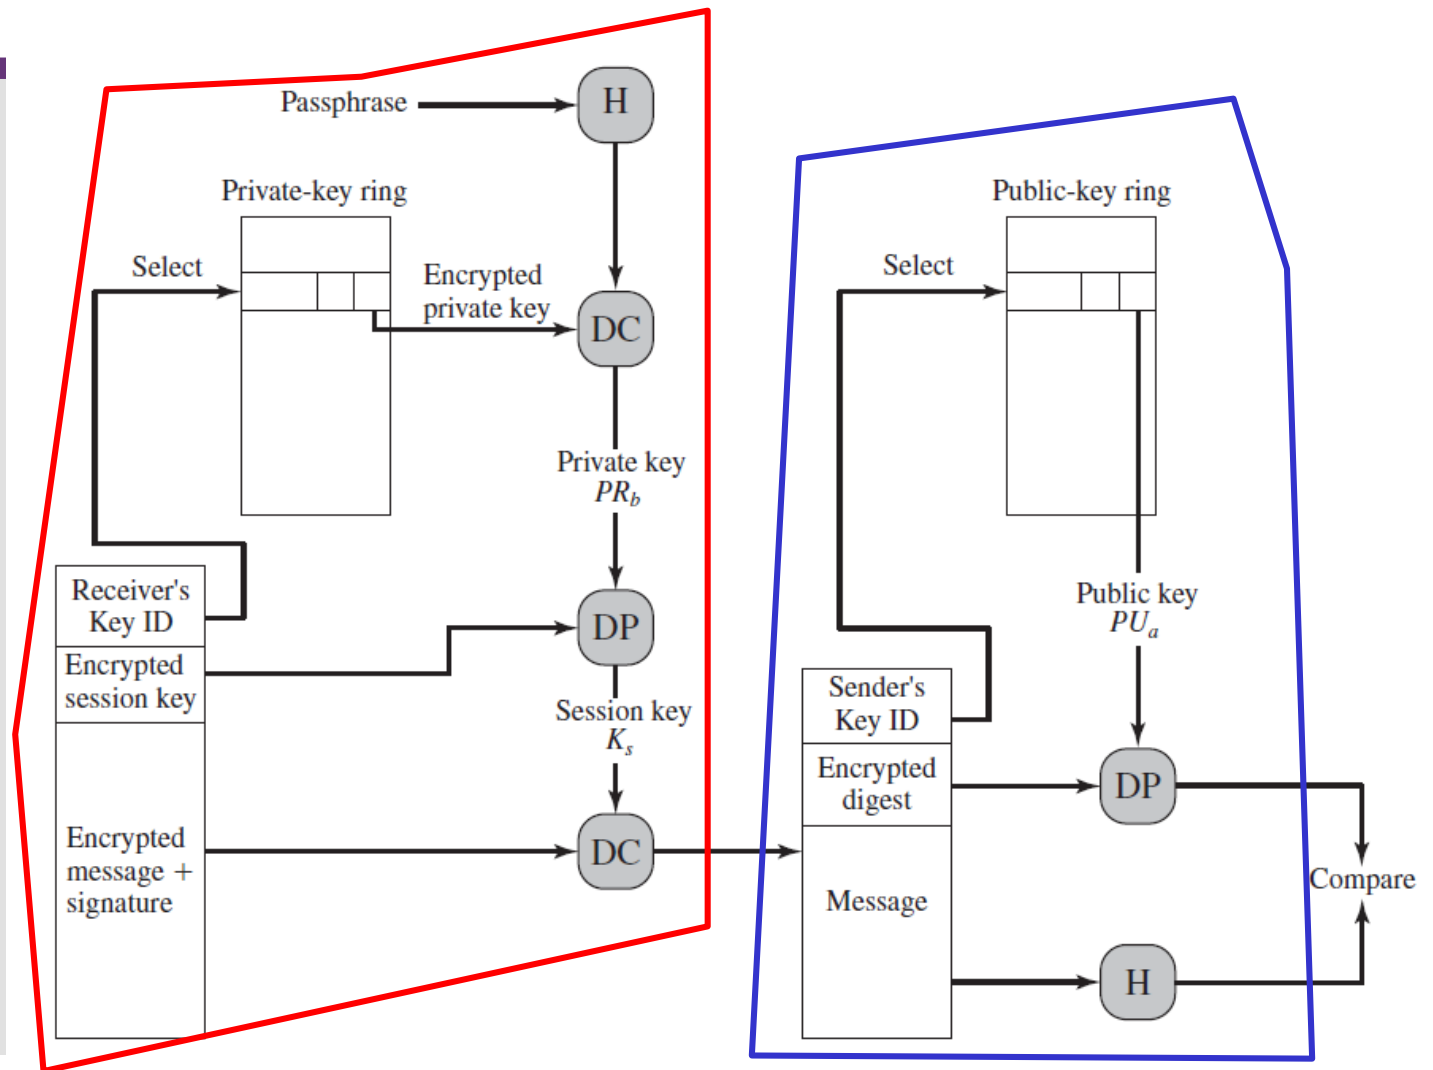 Passphrase
H
Private-key ring
Select
Encrypted
private key
DC
Private key
PRb
Receiver's
Key ID
Encrypted
session key
DP
Session key
Ks
Encrypted
message +
signature
DC
Public-key ring
Select
Public key
PUa
Sender's
Key ID
Encrypted
digest
DP
Message
H
Compare